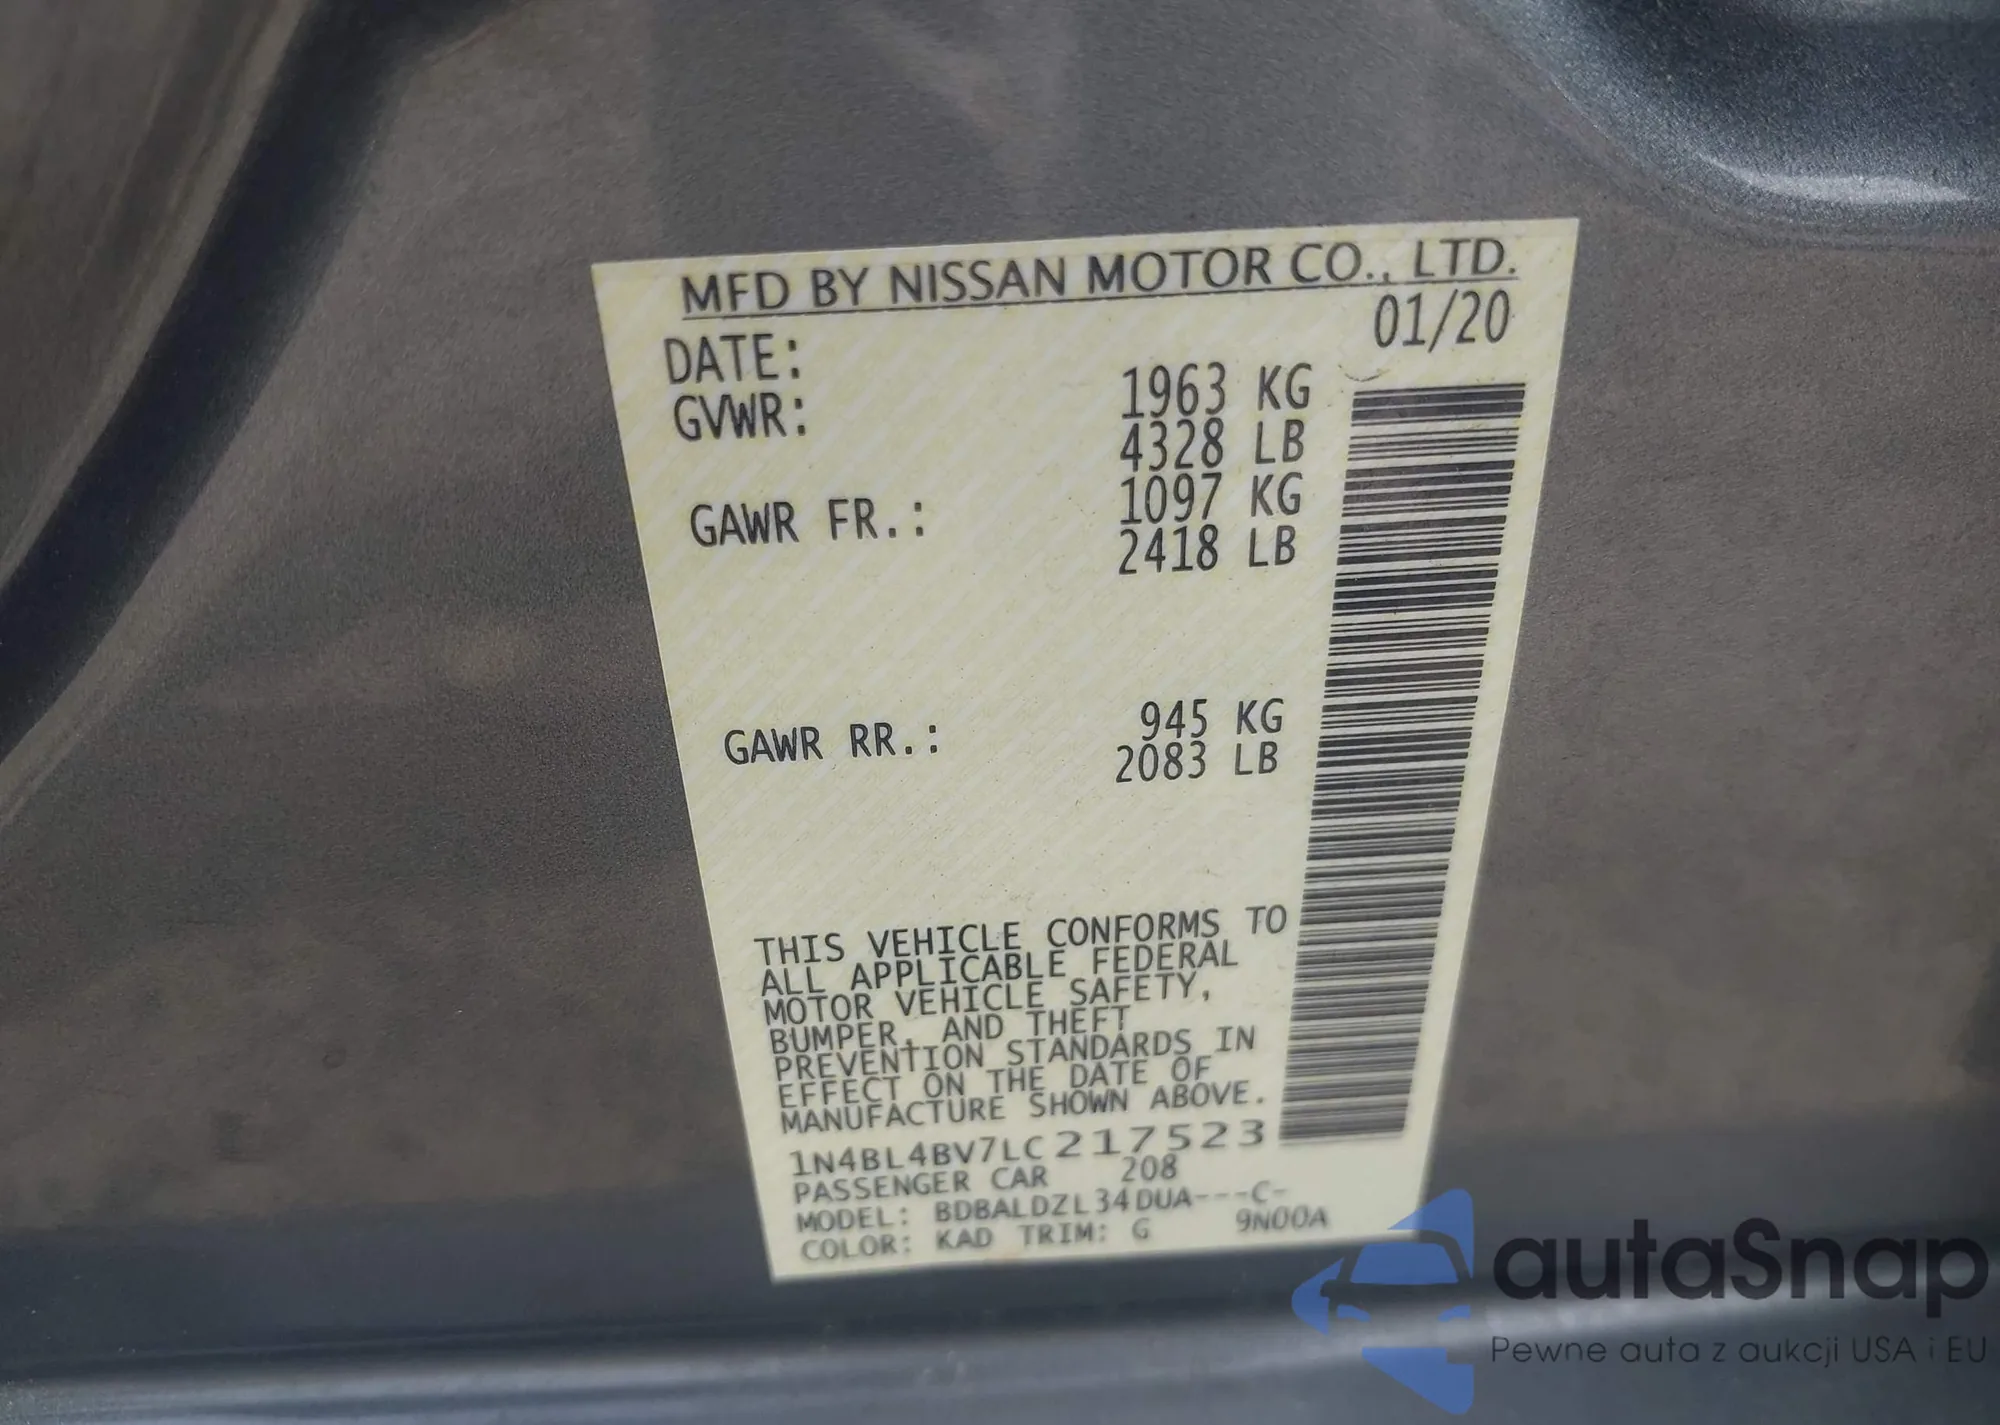 MFD BY NISSAN MOTOR CO., LTD.
DATE: 01/20
GVWR: 1963 KG
4328 LB
GAWR FR.: 1097 KG
2418 LB
GAWR RR.: 945 KG
2083 LB
THIS VEHICLE CONFORMS TO
ALL APPLICABLE FEDERAL
MOTOR VEHICLE SAFETY,
BUMPER, AND THEFT
PREVENTION STANDARDS IN
EFFECT ON THE DATE OF
MANUFACTURE SHOWN ABOVE.
1N4BL4BV7LC217523
PASSENGER CAR 208
MODEL: BDBALDZL34DUA---C-
COLOR: KAD TRIM: G 9N00A
autaSnap
Pewne auta z aukcji USA i EU